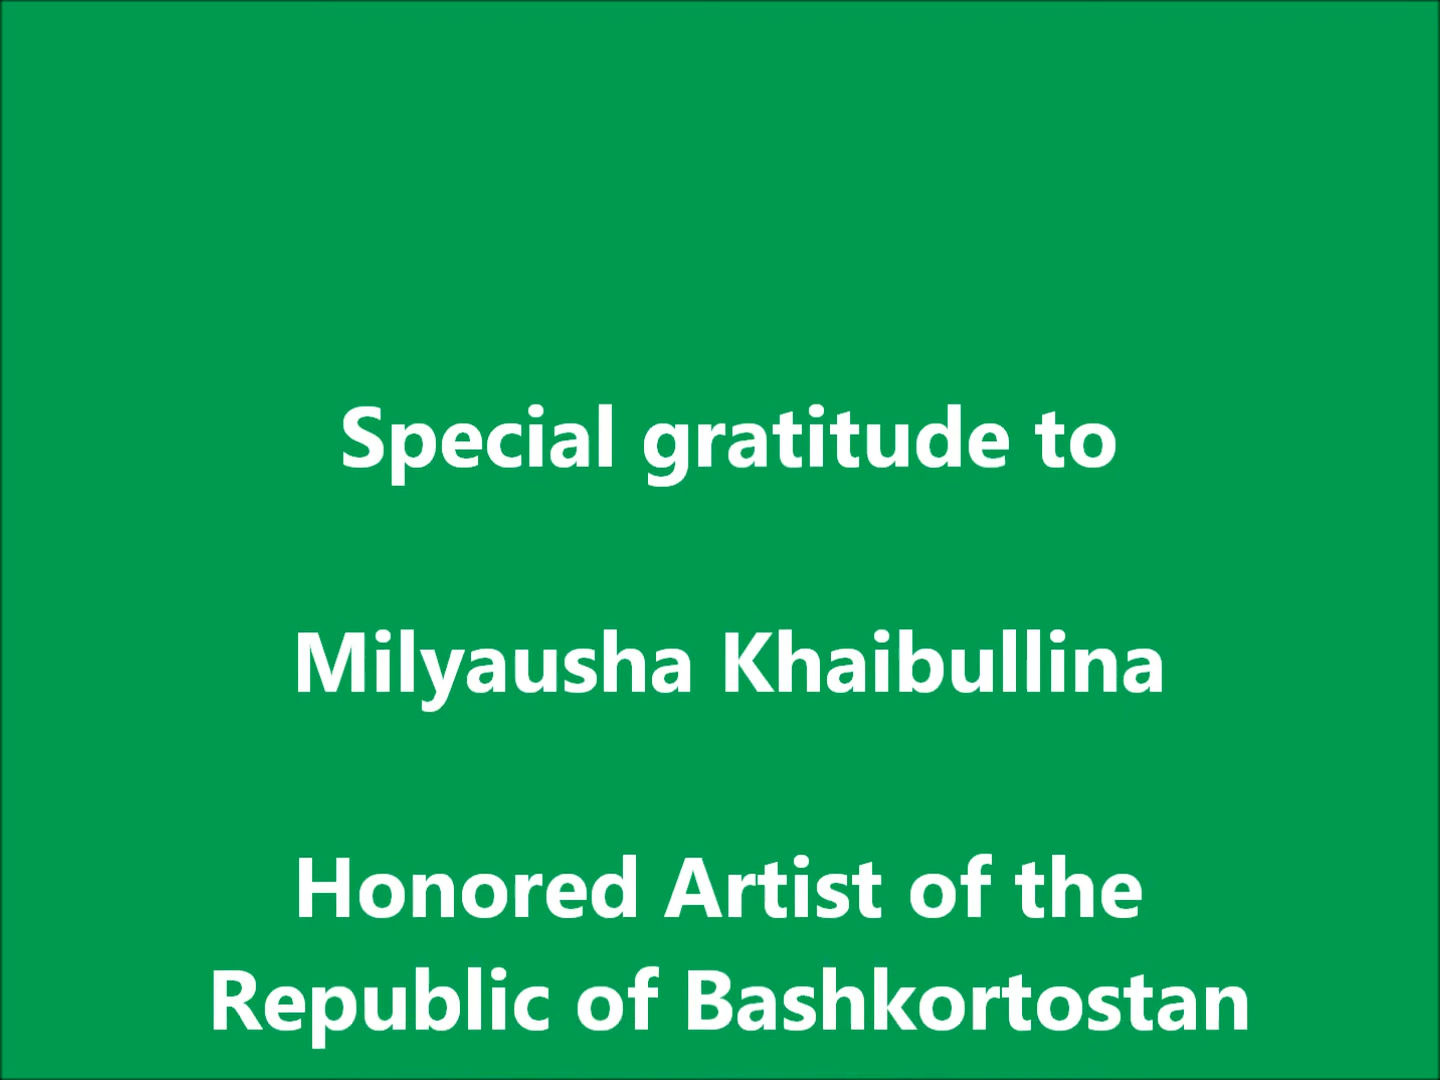 Special gratitude to
Milyausha Khaibullina
Honored Artist of the
Republic of Bashkortostan